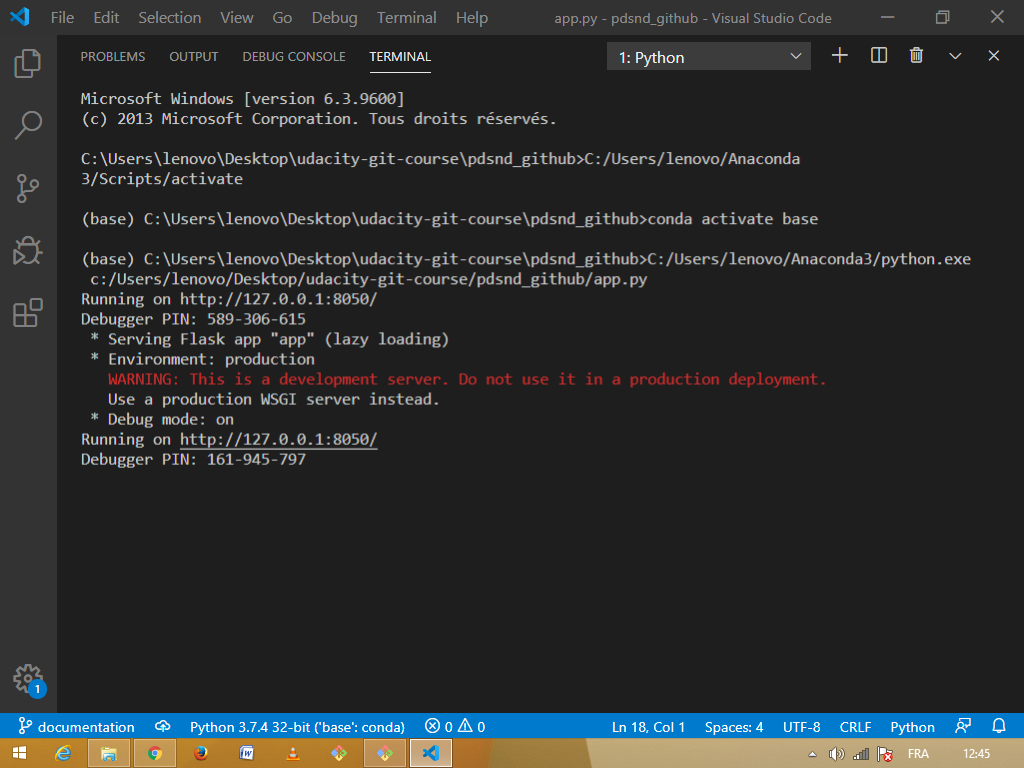 File Edit Selection View Go Debug Terminal Help app.py - pdsnd_github - Visual Studio Code
PROBLEMS OUTPUT DEBUG CONSOLE TERMINAL 1: Python
Microsoft Windows [version 6.3.9600]
(c) 2013 Microsoft Corporation. Tous droits réservés.
C:\Users\lenovo\Desktop\udacity-git-course\pdsnd_github>C:/Users/lenovo/Anaconda
3/Scripts/activate
(base) C:\Users\lenovo\Desktop\udacity-git-course\pdsnd_github>conda activate base
(base) C:\Users\lenovo\Desktop\udacity-git-course\pdsnd_github>C:/Users/lenovo/Anaconda3/python.exe
c:/Users/lenovo/Desktop/udacity-git-course/pdsnd_github/app.py
Running on http://127.0.0.1:8050/
Debugger PIN: 589-306-615
* Serving Flask app "app" (lazy loading)
* Environment: production
WARNING: This is a development server. Do not use it in a production deployment.
Use a production WSGI server instead.
* Debug mode: on
Running on http://127.0.0.1:8050/
Debugger PIN: 161-945-797
1
documentation Python 3.7.4 32-bit ('base': conda) 0 0 Ln 18, Col 1 Spaces: 4 UTF-8 CRLF Python
FRA 12:45